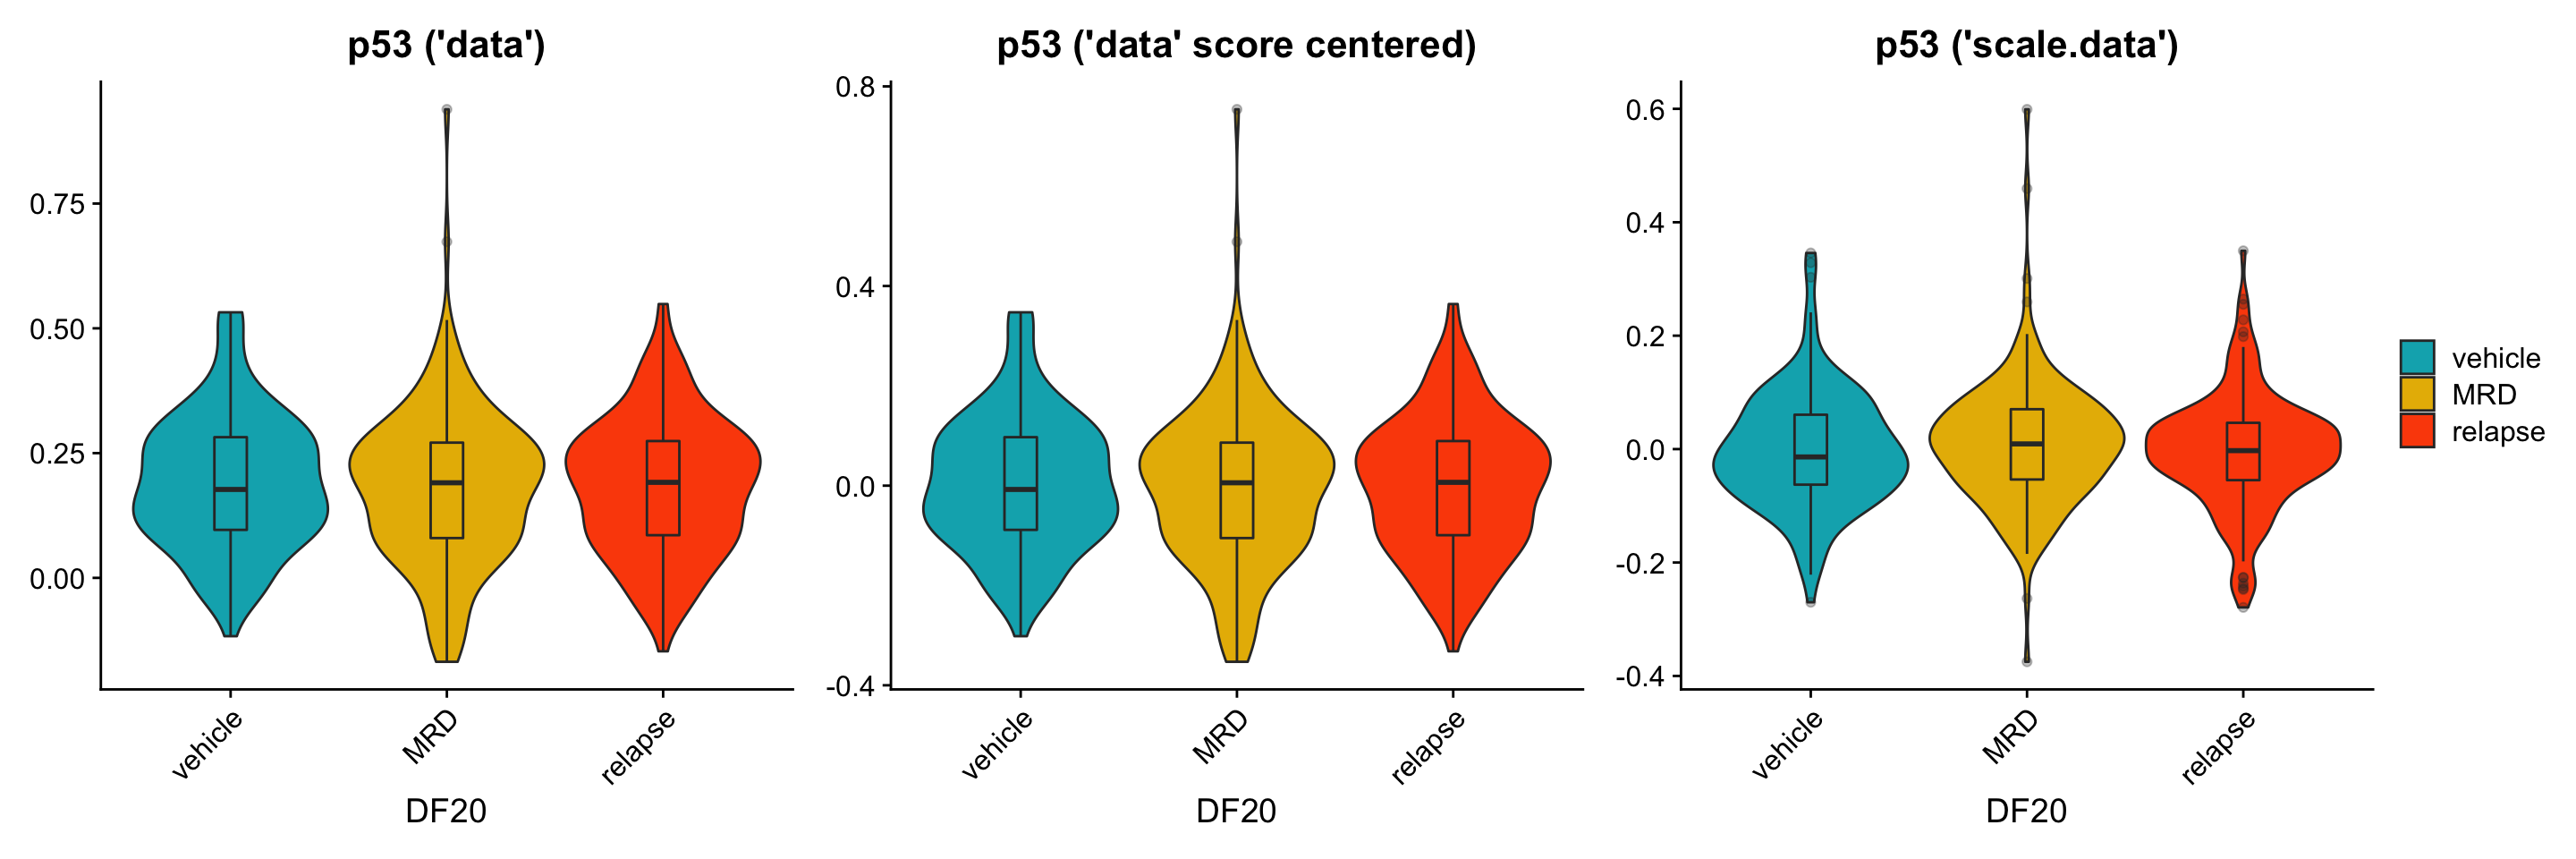 p53 ('data')
0.75
0.50
0.25
0.00
vehicle
MRD
relapse
DF20
p53 ('data' score centered)
0.8
0.4
0.0
-0.4
vehicle
MRD
relapse
DF20
p53 ('scale.data')
0.6
0.4
0.2
0.0
-0.2
-0.4
vehicle
MRD
relapse
DF20
vehicle
MRD
relapse